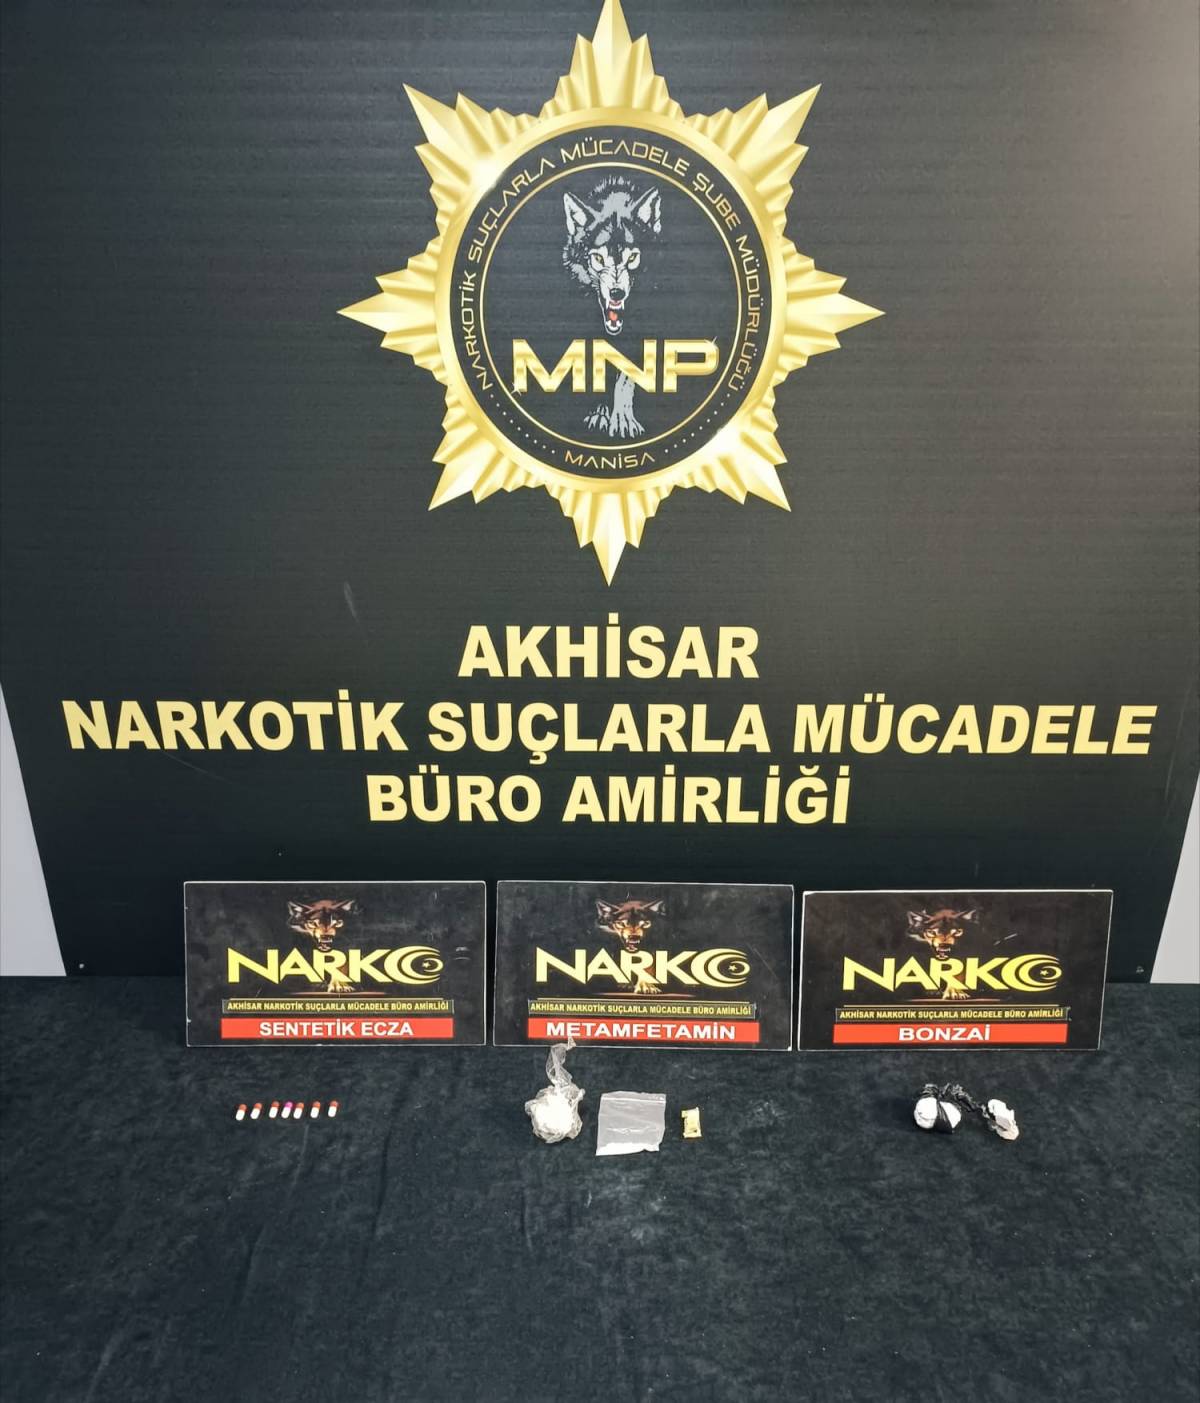 NARKOTİK SUÇLARLA MÜCADELE ŞUBE MÜDÜRLÜĞÜ
MNP
MANİSA
AKHİSAR
NARKOTİK SUÇLARLA MÜCADELE
BÜRO AMİRLİĞİ
NARKO
AKHİSAR NARKOTİK SUÇLARLA MÜCADELE BÜRO AMİRLİĞİ
SENTETİK ECZA
NARKO
AKHİSAR NARKOTİK SUÇLARLA MÜCADELE BÜRO AMİRLİĞİ
METAMFETAMİN
NARKO
AKHİSAR NARKOTİK SUÇLARLA MÜCADELE BÜRO AMİRLİĞİ
BONZAİ